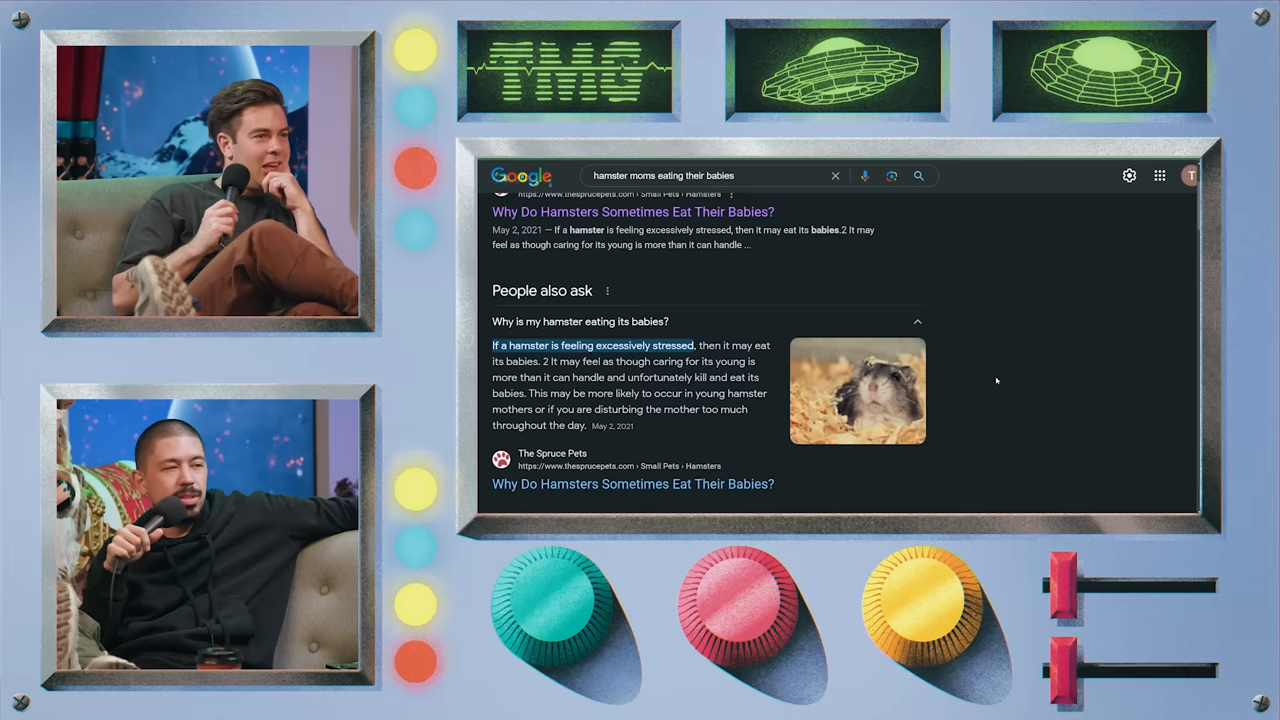 TMG
Google
hamster moms eating their babies
T
https://www.thesprucepets.com › Small Pets › Hamsters
Why Do Hamsters Sometimes Eat Their Babies?
May 2, 2021 — If a hamster is feeling excessively stressed, then it may eat its babies.2 It may
feel as though caring for its young is more than it can handle ...
People also ask
Why is my hamster eating its babies?
If a hamster is feeling excessively stressed, then it may eat
its babies. 2 It may feel as though caring for its young is
more than it can handle and unfortunately kill and eat its
babies. This may be more likely to occur in young hamster
mothers or if you are disturbing the mother too much
throughout the day. May 2, 2021
The Spruce Pets
https://www.thesprucepets.com › Small Pets › Hamsters
Why Do Hamsters Sometimes Eat Their Babies?